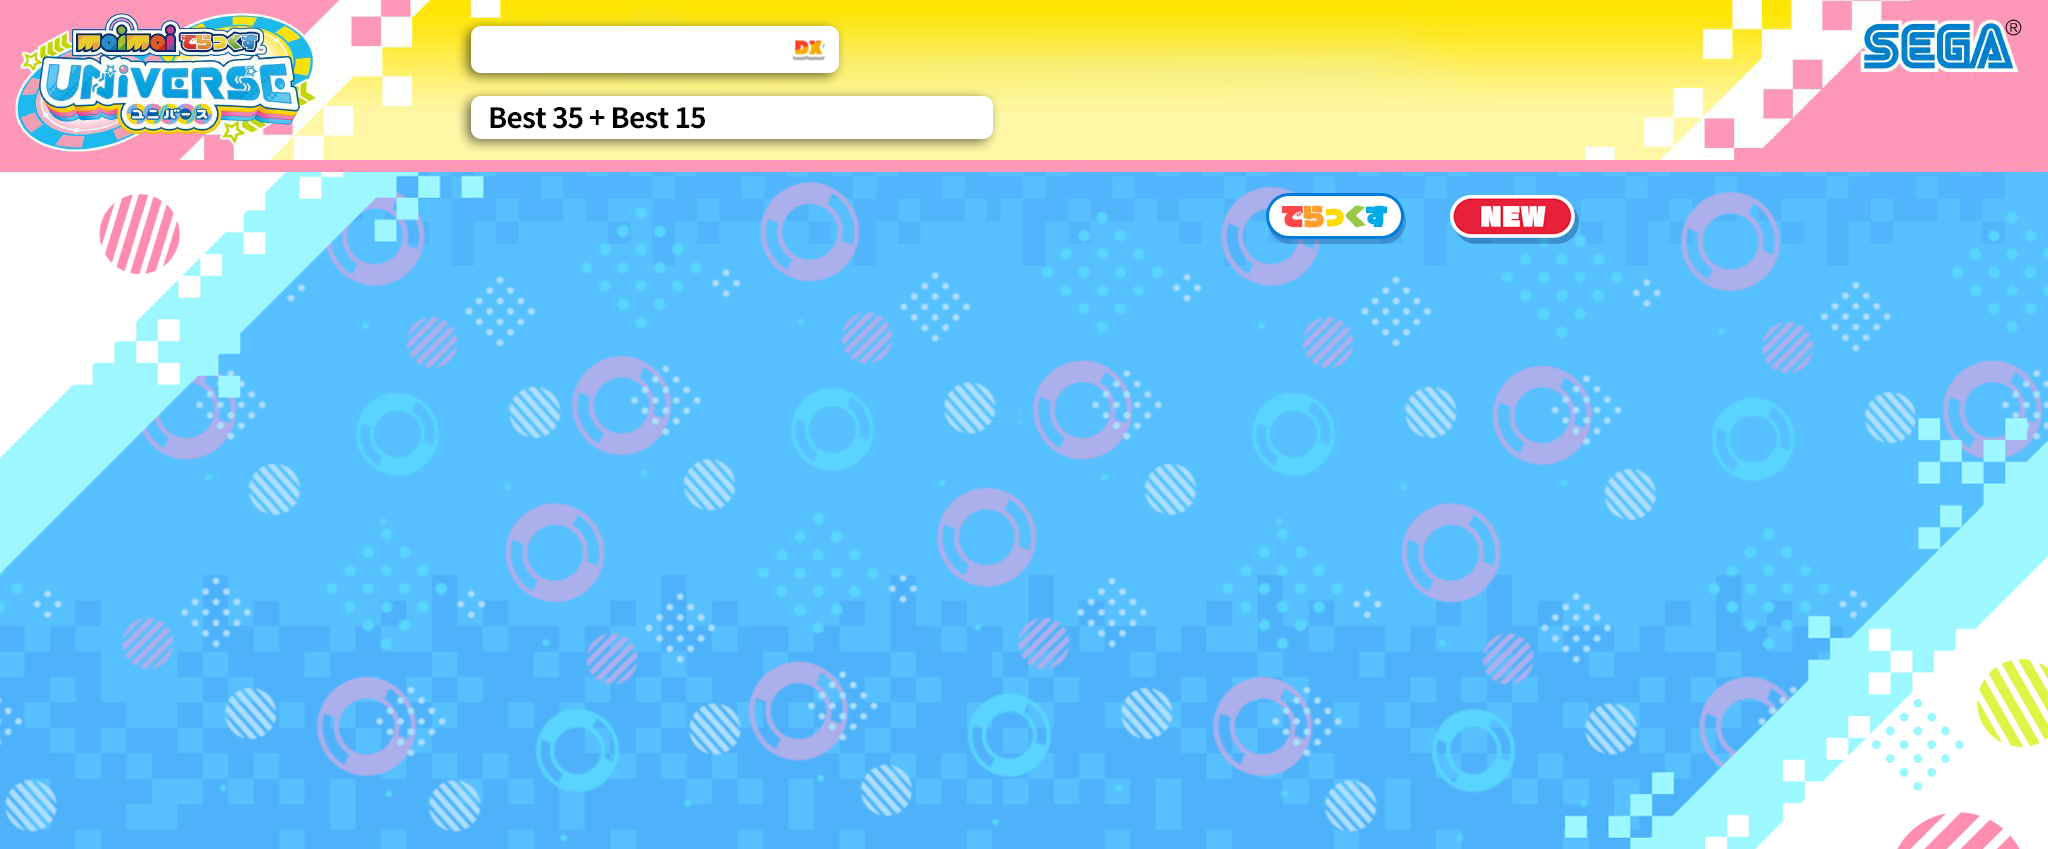 maimai でらっくす
UNiVERSE
ユニバース
DX
Best 35 + Best 15
SEGA®
でらっくす
NEW